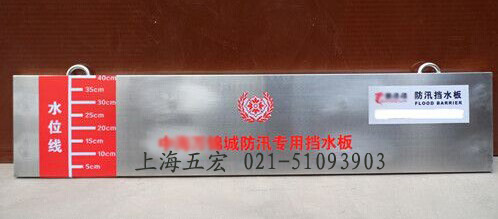 水位线
40cm
35cm
30cm
25cm
20cm
15cm
10cm
5cm
防汛挡水板
FLOOD BARRIER
城防汛专用挡水板
上海五宏 021-51093903